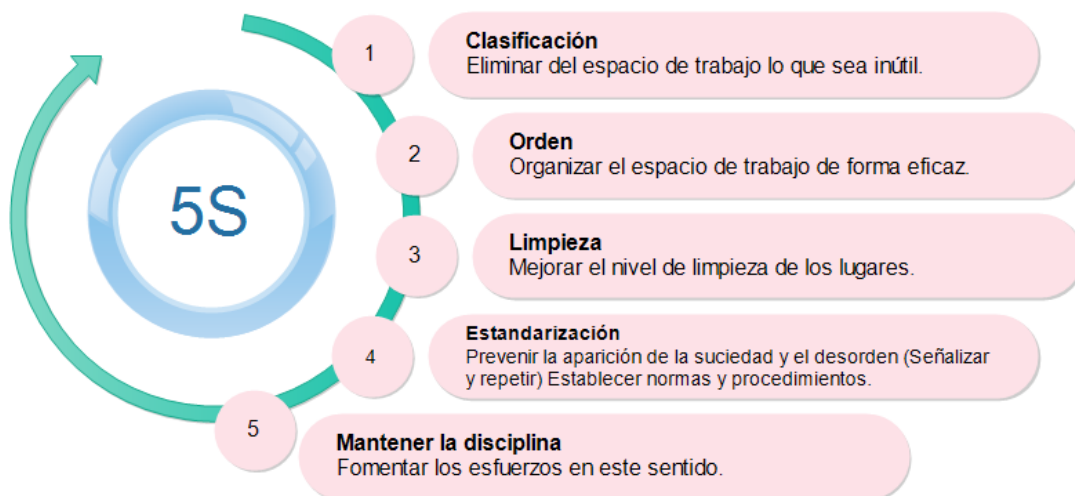 5S
1
Clasificación
Eliminar del espacio de trabajo lo que sea inútil.
2
Orden
Organizar el espacio de trabajo de forma eficaz.
3
Limpieza
Mejorar el nivel de limpieza de los lugares.
4
Estandarización
Prevenir la aparición de la suciedad y el desorden (Señalizar
y repetir) Establecer normas y procedimientos.
5
Mantener la disciplina
Fomentar los esfuerzos en este sentido.